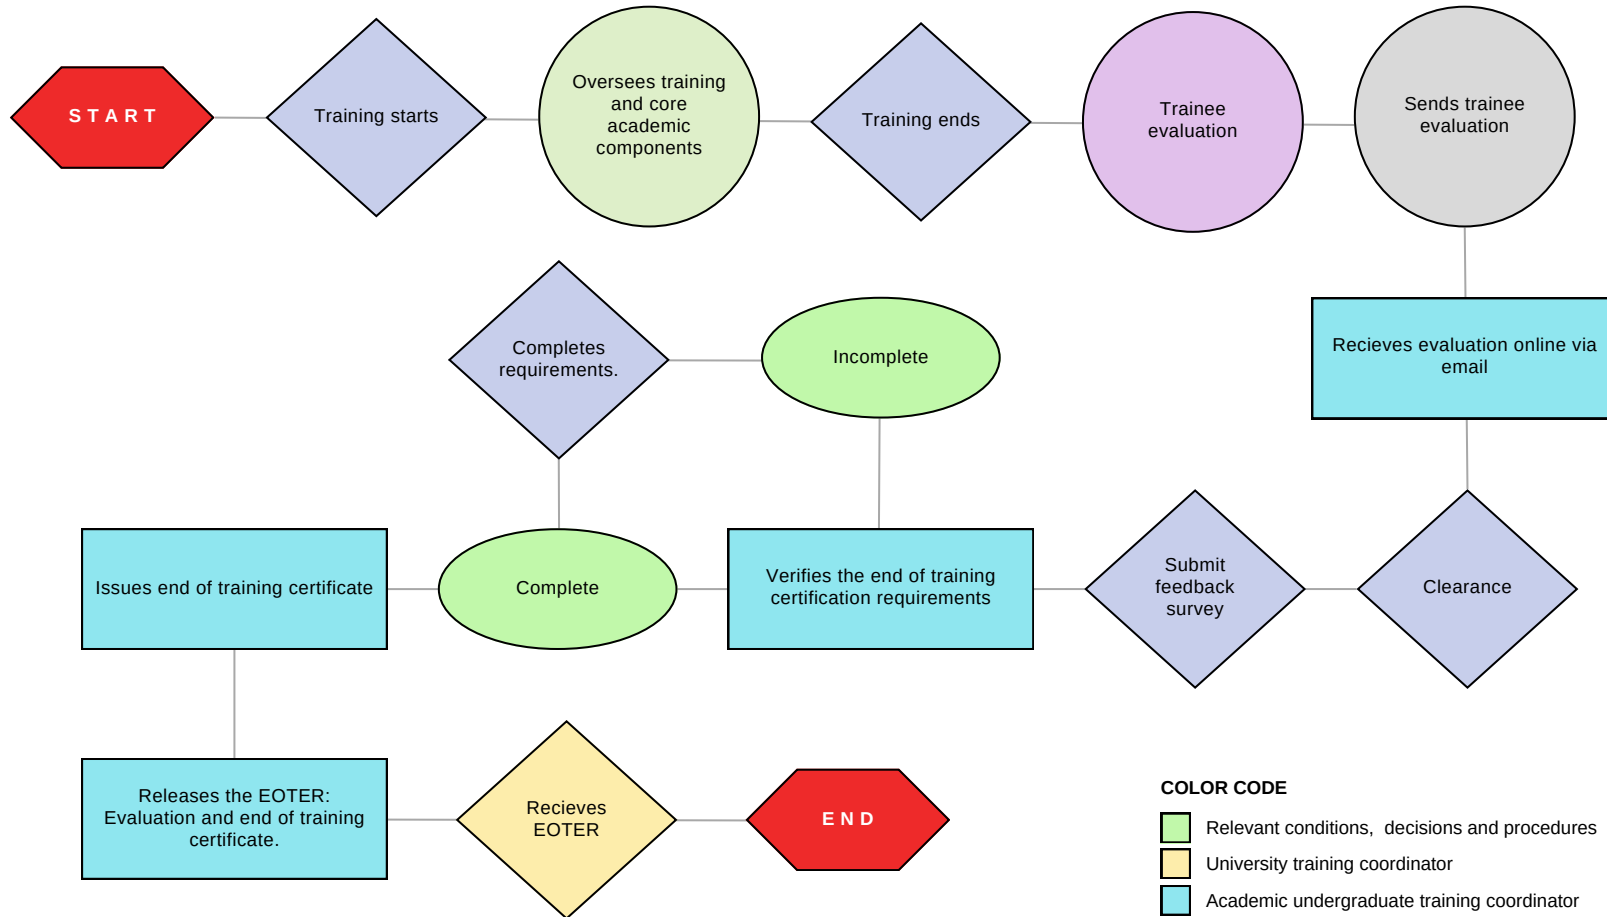 START
Training starts
Oversees training
and core
academic
components
Training ends
Trainee
evaluation
Sends trainee
evaluation
Completes
requirements.
Incomplete
Recieves evaluation online via
email
Issues end of training certificate
Complete
Verifies the end of training
certification requirements
Submit
feedback
survey
Clearance
Releases the EOTER:
Evaluation and end of training
certificate.
Recieves
EOTER
END
COLOR CODE
Relevant conditions, decisions and procedures
University training coordinator
Academic undergraduate training coordinator